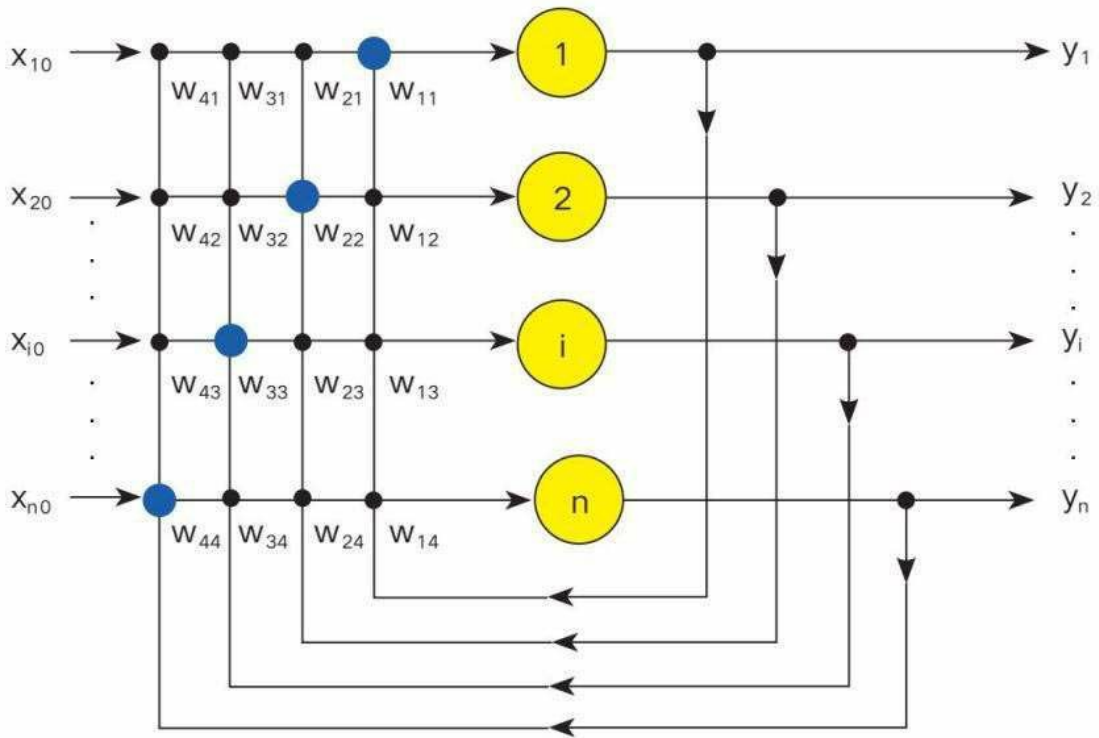 x₁₀ 1 y₁
w₄₁ w₃₁ w₂₁ w₁₁
x₂₀ 2 y₂
w₄₂ w₃₂ w₂₂ w₁₂
xᵢ₀ i yᵢ
w₄₃ w₃₃ w₂₃ w₁₃
xₙ₀ n yₙ
w₄₄ w₃₄ w₂₄ w₁₄